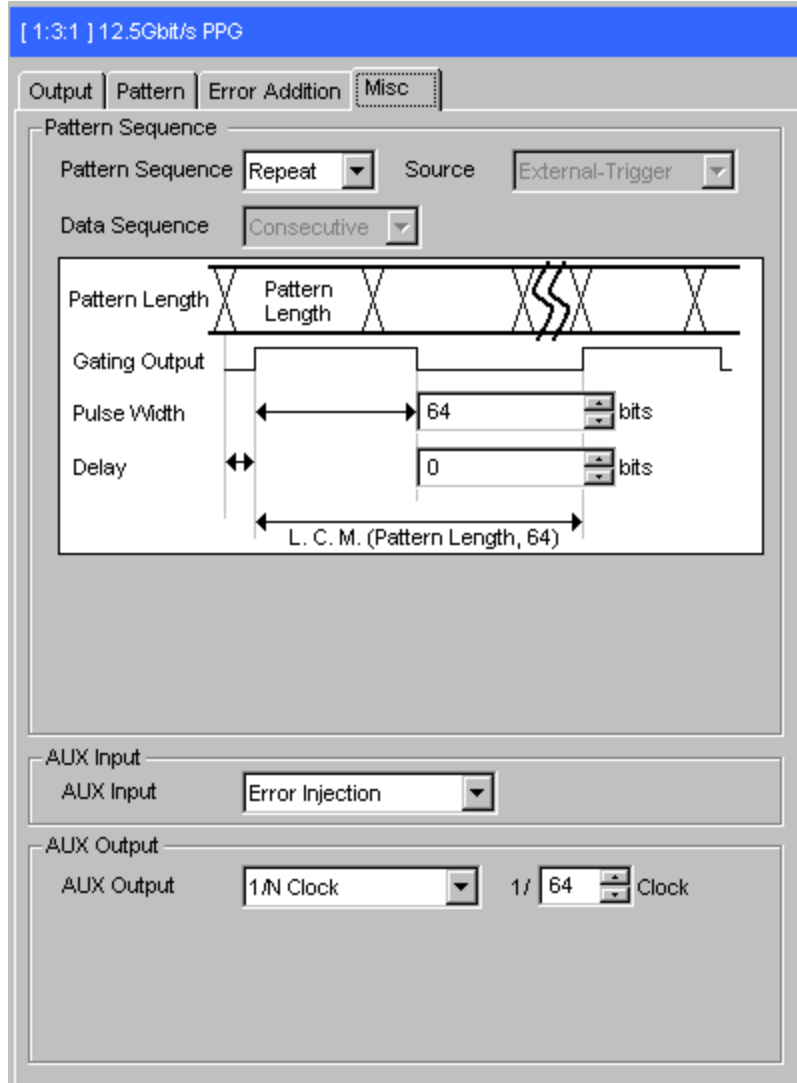 [ 1:3:1 ] 12.5Gbit/s PPG
Output Pattern Error Addition Misc
Pattern Sequence
Pattern Sequence Repeat Source External-Trigger
Data Sequence Consecutive
Pattern Length Pattern Length
Gating Output
Pulse Width 64 bits
Delay 0 bits
L. C. M. (Pattern Length, 64)
AUX Input
AUX Input Error Injection
AUX Output
AUX Output 1/N Clock 1/ 64 Clock